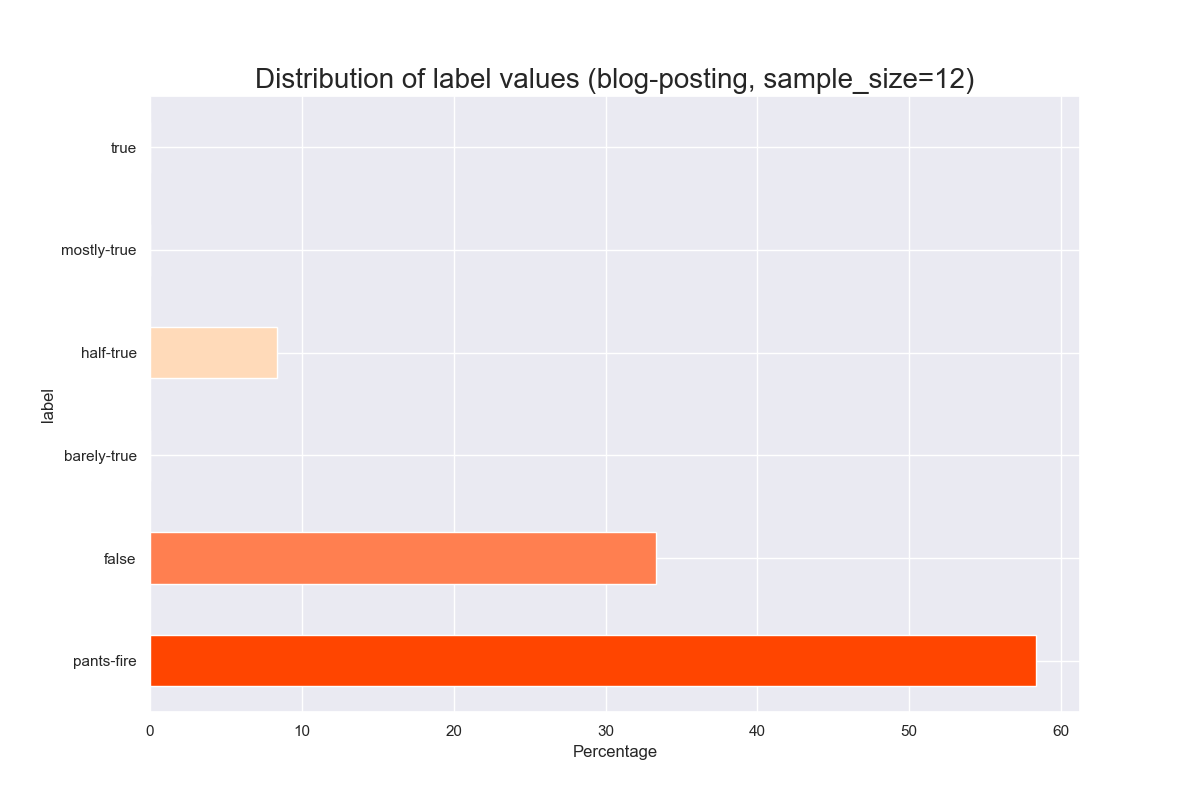 Distribution of label values (blog-posting, sample_size=12)
true
mostly-true
half-true
label
barely-true
false
pants-fire
0 10 20 30 40 50 60
Percentage